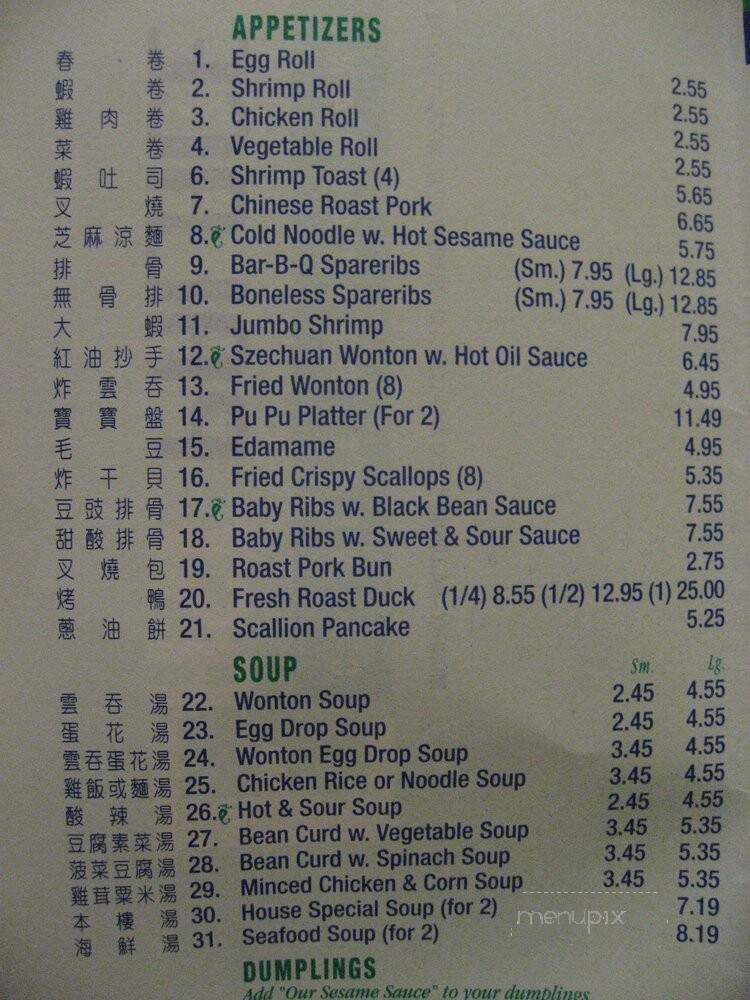 APPETIZERS
春卷 1. Egg Roll 2.55
蝦卷 2. Shrimp Roll 2.55
雞肉卷 3. Chicken Roll 2.55
菜卷 4. Vegetable Roll 2.55
蝦吐司 6. Shrimp Toast (4) 5.65
叉燒 7. Chinese Roast Pork 6.65
芝麻涼麵 8. Cold Noodle w. Hot Sesame Sauce 5.75
排骨 9. Bar-B-Q Spareribs (Sm.) 7.95 (Lg.) 12.85
無骨排 10. Boneless Spareribs (Sm.) 7.95 (Lg.) 12.85
大蝦 11. Jumbo Shrimp 7.95
紅油抄手 12. Szechuan Wonton w. Hot Oil Sauce 6.45
炸雲吞 13. Fried Wonton (8) 4.95
寶寶盤 14. Pu Pu Platter (For 2) 11.49
毛豆 15. Edamame 4.95
炸干貝 16. Fried Crispy Scallops (8) 5.35
豆豉排骨 17. Baby Ribs w. Black Bean Sauce 7.55
甜酸排骨 18. Baby Ribs w. Sweet & Sour Sauce 7.55
叉燒包 19. Roast Pork Bun 2.75
烤鴨 20. Fresh Roast Duck (1/4) 8.55 (1/2) 12.95 (1) 25.00
蔥油餅 21. Scallion Pancake 5.25
SOUP Sm. Lg.
雲吞湯 22. Wonton Soup 2.45 4.55
蛋花湯 23. Egg Drop Soup 2.45 4.55
雲吞蛋花湯 24. Wonton Egg Drop Soup 3.45 4.55
雞飯或麵湯 25. Chicken Rice or Noodle Soup 3.45 4.55
酸辣湯 26. Hot & Sour Soup 2.45 4.55
豆腐素菜湯 27. Bean Curd w. Vegetable Soup 3.45 5.35
菠菜豆腐湯 28. Bean Curd w. Spinach Soup 3.45 5.35
雞茸粟米湯 29. Minced Chicken & Corn Soup 3.45 5.35
本樓湯 30. House Special Soup (for 2) 7.19
海鮮湯 31. Seafood Soup (for 2) 8.19
menupix
DUMPLINGS
Add "Our Sesame Sauce" to your dumplings